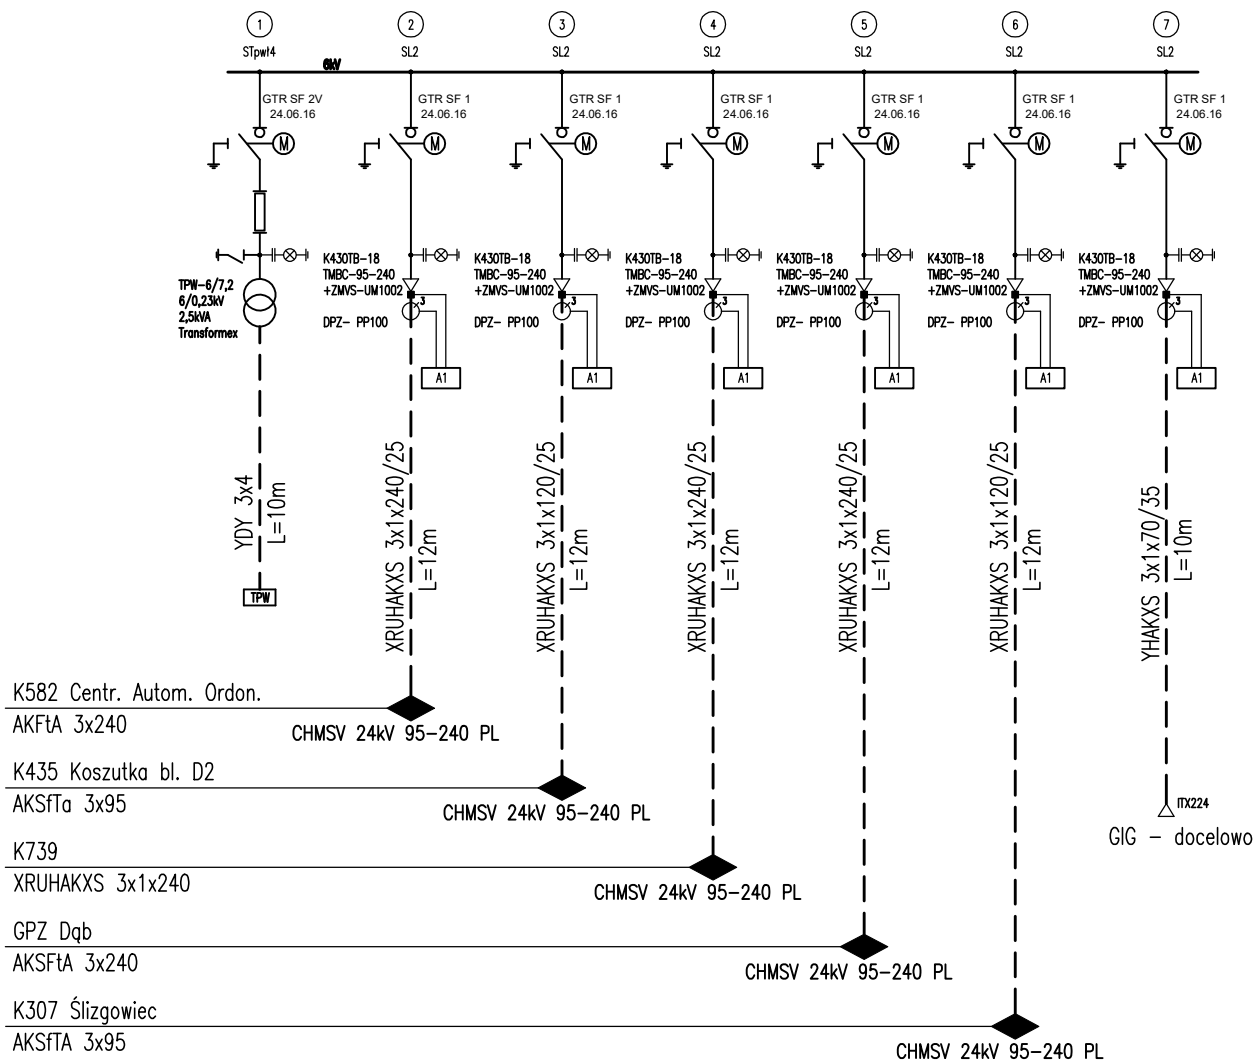 1
2
3
4
5
6
7
STpwt4
SL2
SL2
SL2
SL2
SL2
SL2
6kV
GTR SF 2V
24.06.16
GTR SF 1
24.06.16
GTR SF 1
24.06.16
GTR SF 1
24.06.16
GTR SF 1
24.06.16
GTR SF 1
24.06.16
GTR SF 1
24.06.16
M
M
M
M
M
M
M
TPW-6/7,2
6/0,23kV
2,5kVA
Transformex
K430TB-18
TMBC-95-240
+ZMVS-UM1002
DPZ- PP100
3
A1
K430TB-18
TMBC-95-240
+ZMVS-UM1002
DPZ- PP100
3
A1
K430TB-18
TMBC-95-240
+ZMVS-UM1002
DPZ- PP100
3
A1
K430TB-18
TMBC-95-240
+ZMVS-UM1002
DPZ- PP100
3
A1
K430TB-18
TMBC-95-240
+ZMVS-UM1002
DPZ- PP100
3
A1
K430TB-18
TMBC-95-240
+ZMVS-UM1002
DPZ- PP100
3
A1
YDY 3x4
L=10m
XRUHAKXS 3x1x240/25
L=12m
XRUHAKXS 3x1x120/25
L=12m
XRUHAKXS 3x1x240/25
L=12m
XRUHAKXS 3x1x240/25
L=12m
XRUHAKXS 3x1x120/25
L=12m
YHAKXS 3x1x70/35
L=10m
TPW
K582 Centr. Autom. Ordon.
AKFtA 3x240
CHMSV 24kV 95-240 PL
K435 Koszutka bl. D2
AKSfTa 3x95
CHMSV 24kV 95-240 PL
ITX224
GIG - docelowo
K739
XRUHAKXS 3x1x240
CHMSV 24kV 95-240 PL
GPZ Dąb
AKSFtA 3x240
CHMSV 24kV 95-240 PL
K307 Ślizgowiec
AKSfTA 3x95
CHMSV 24kV 95-240 PL